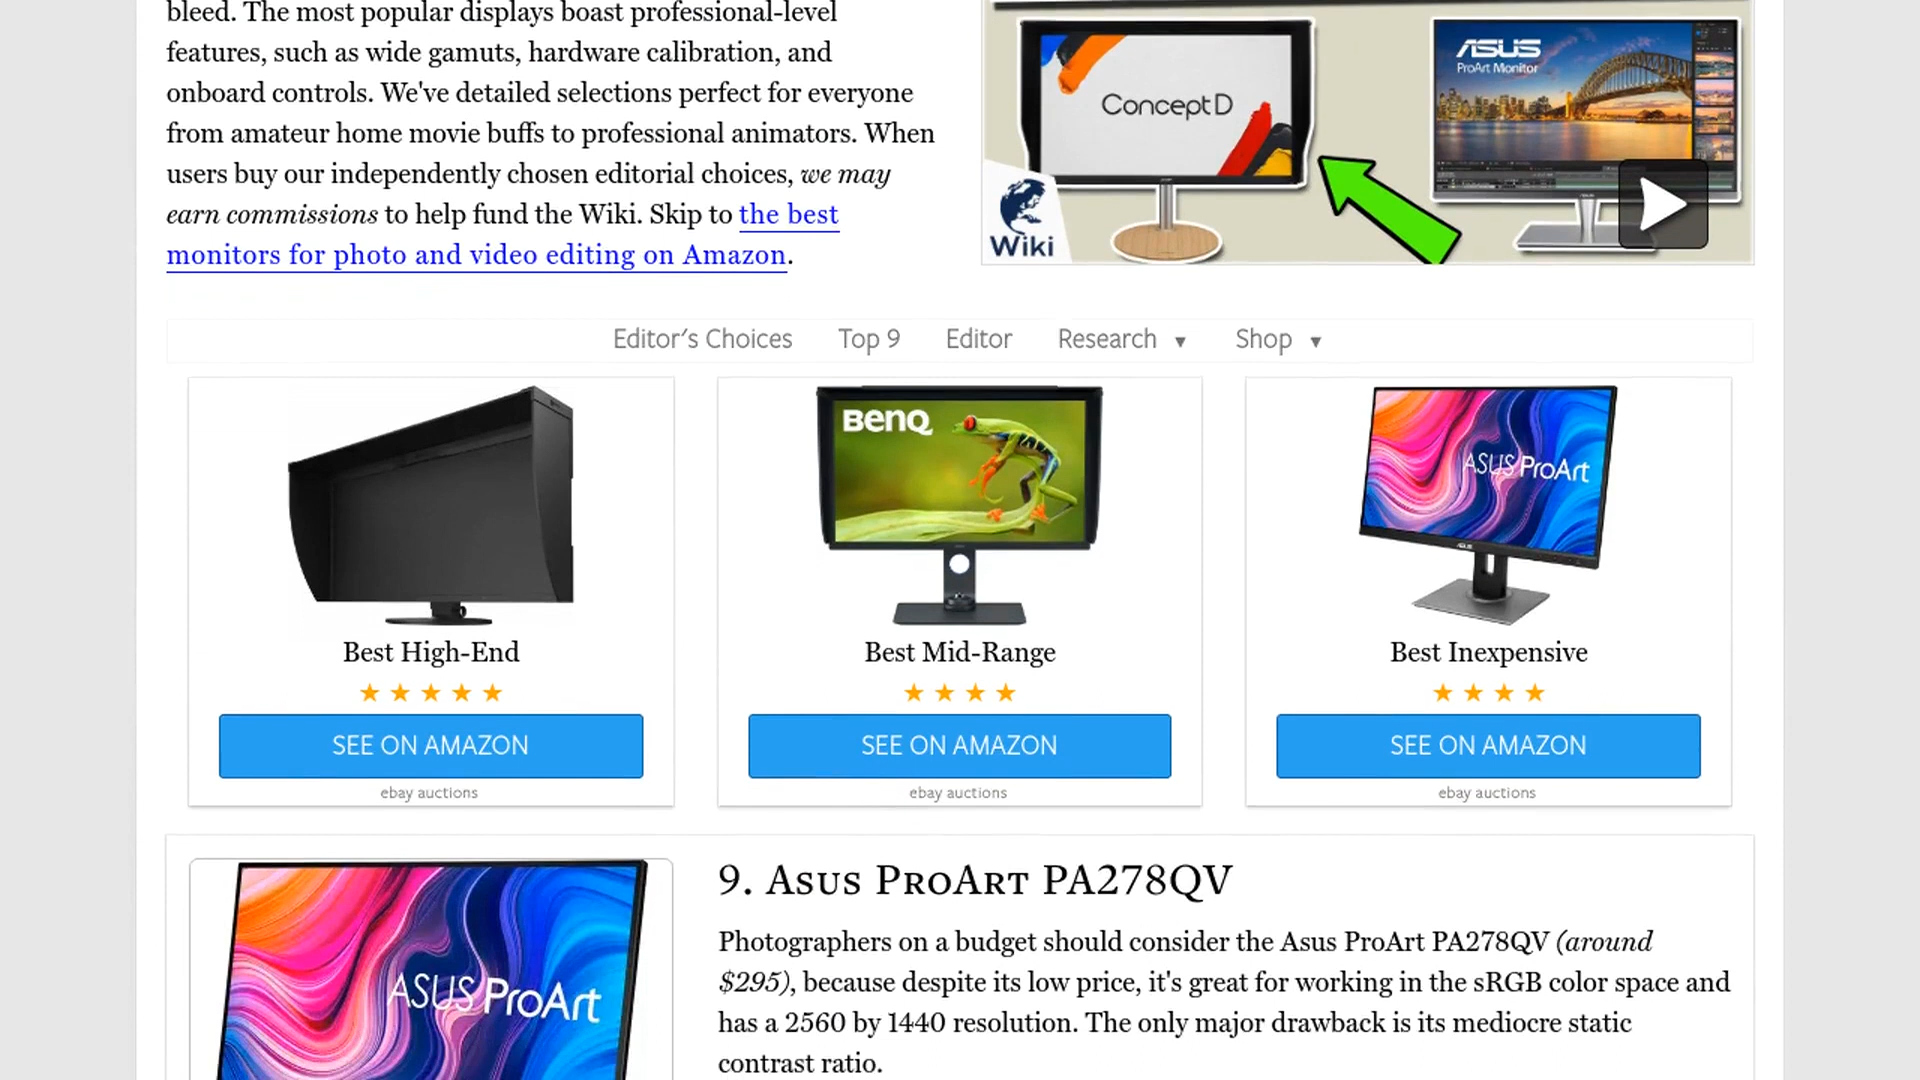 bleed. The most popular displays boast professional-level
features, such as wide gamuts, hardware calibration, and
onboard controls. We've detailed selections perfect for everyone
from amateur home movie buffs to professional animators. When
users buy our independently chosen editorial choices, we may
earn commissions to help fund the Wiki. Skip to the best
monitors for photo and video editing on Amazon.
ConceptD
ASUS
ProArt Monitor
Wiki
Editor's Choices Top 9 Editor Research ▼ Shop ▼
BenQ
ASUS ProArt
Best High-End
Best Mid-Range
Best Inexpensive
SEE ON AMAZON
SEE ON AMAZON
SEE ON AMAZON
ebay auctions
ebay auctions
ebay auctions
ASUS ProArt
9. Asus ProArt PA278QV
Photographers on a budget should consider the Asus ProArt PA278QV (around
$295), because despite its low price, it's great for working in the sRGB color space and
has a 2560 by 1440 resolution. The only major drawback is its mediocre static
contrast ratio.